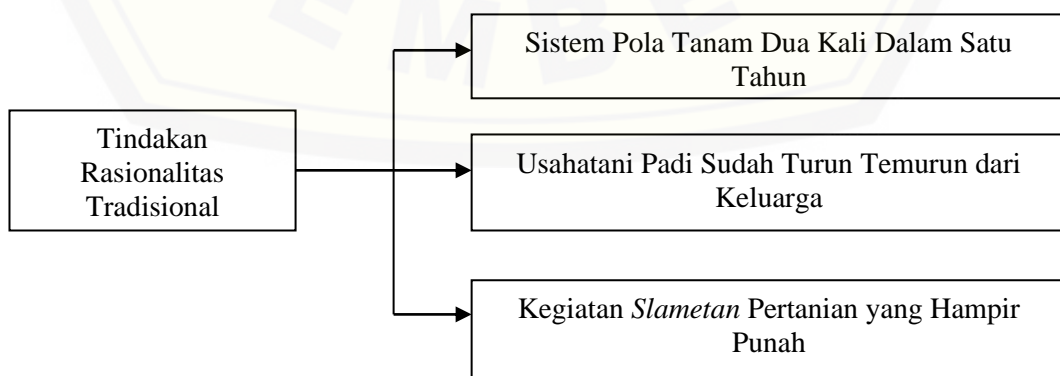 Sistem Pola Tanam Dua Kali Dalam Satu
Tahun
Tindakan
Rasionalitas
Tradisional
Usahatani Padi Sudah Turun Temurun dari
Keluarga
Kegiatan Slametan Pertanian yang Hampir
Punah